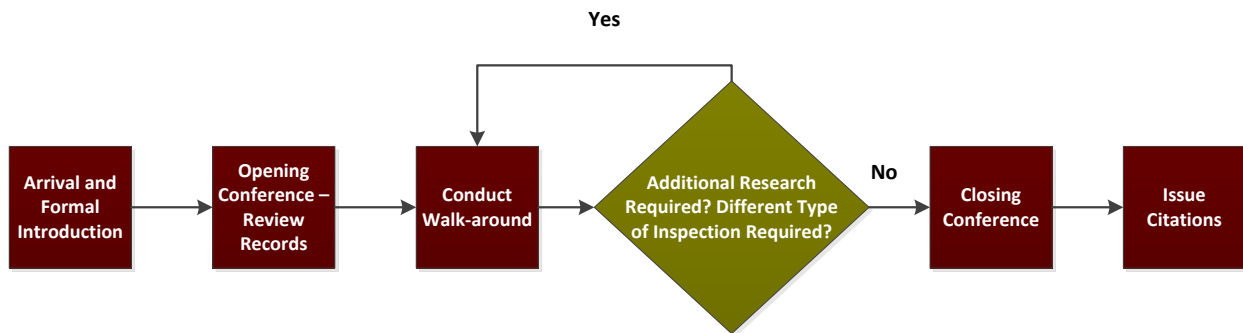 Yes
Arrival and
Formal
Introduction
Opening
Conference –
Review
Records
Conduct
Walk-around
Additional Research
Required? Different Type
of Inspection Required?
No
Closing
Conference
Issue
Citations